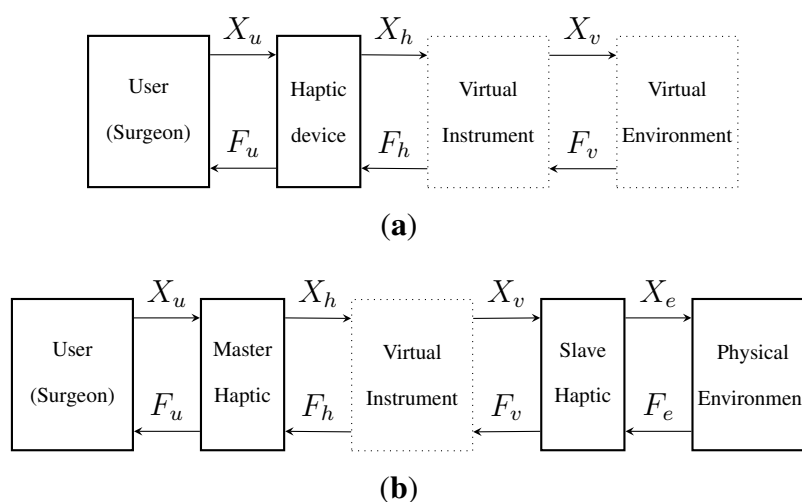 X_u X_h X_v
User Haptic Virtual Virtual
(Surgeon) device Instrument Environment
F_u F_h F_v
(a)
X_u X_h X_v X_e
User Master Virtual Slave Physical
(Surgeon) Haptic Instrument Haptic Environment
F_u F_h F_v F_e
(b)